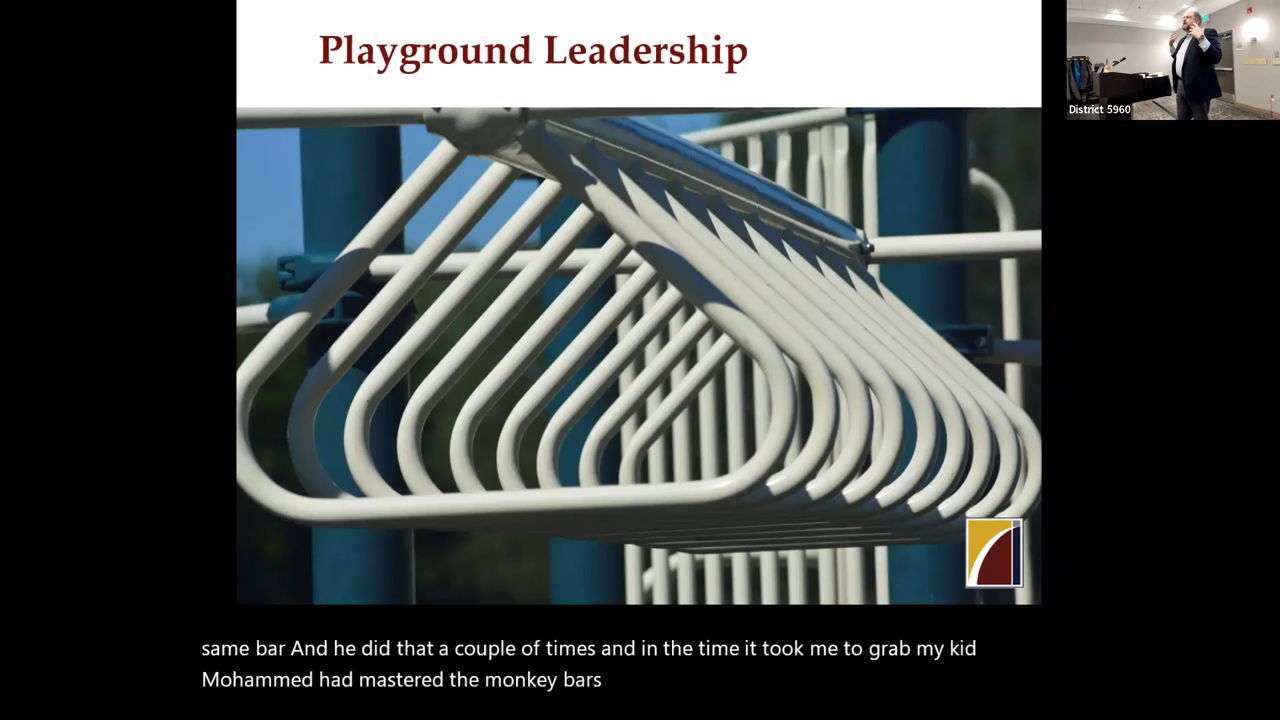 Playground Leadership
District 5960
same bar And he did that a couple of times and in the time it took me to grab my kid
Mohammed had mastered the monkey bars